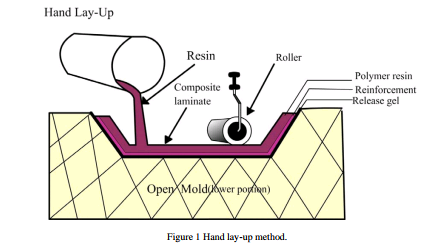 Hand Lay-Up
Resin
Roller
Composite
laminate
Polymer resin
Reinforcement
Release gel
Open Mold(lower portion)
Figure 1 Hand lay-up method.